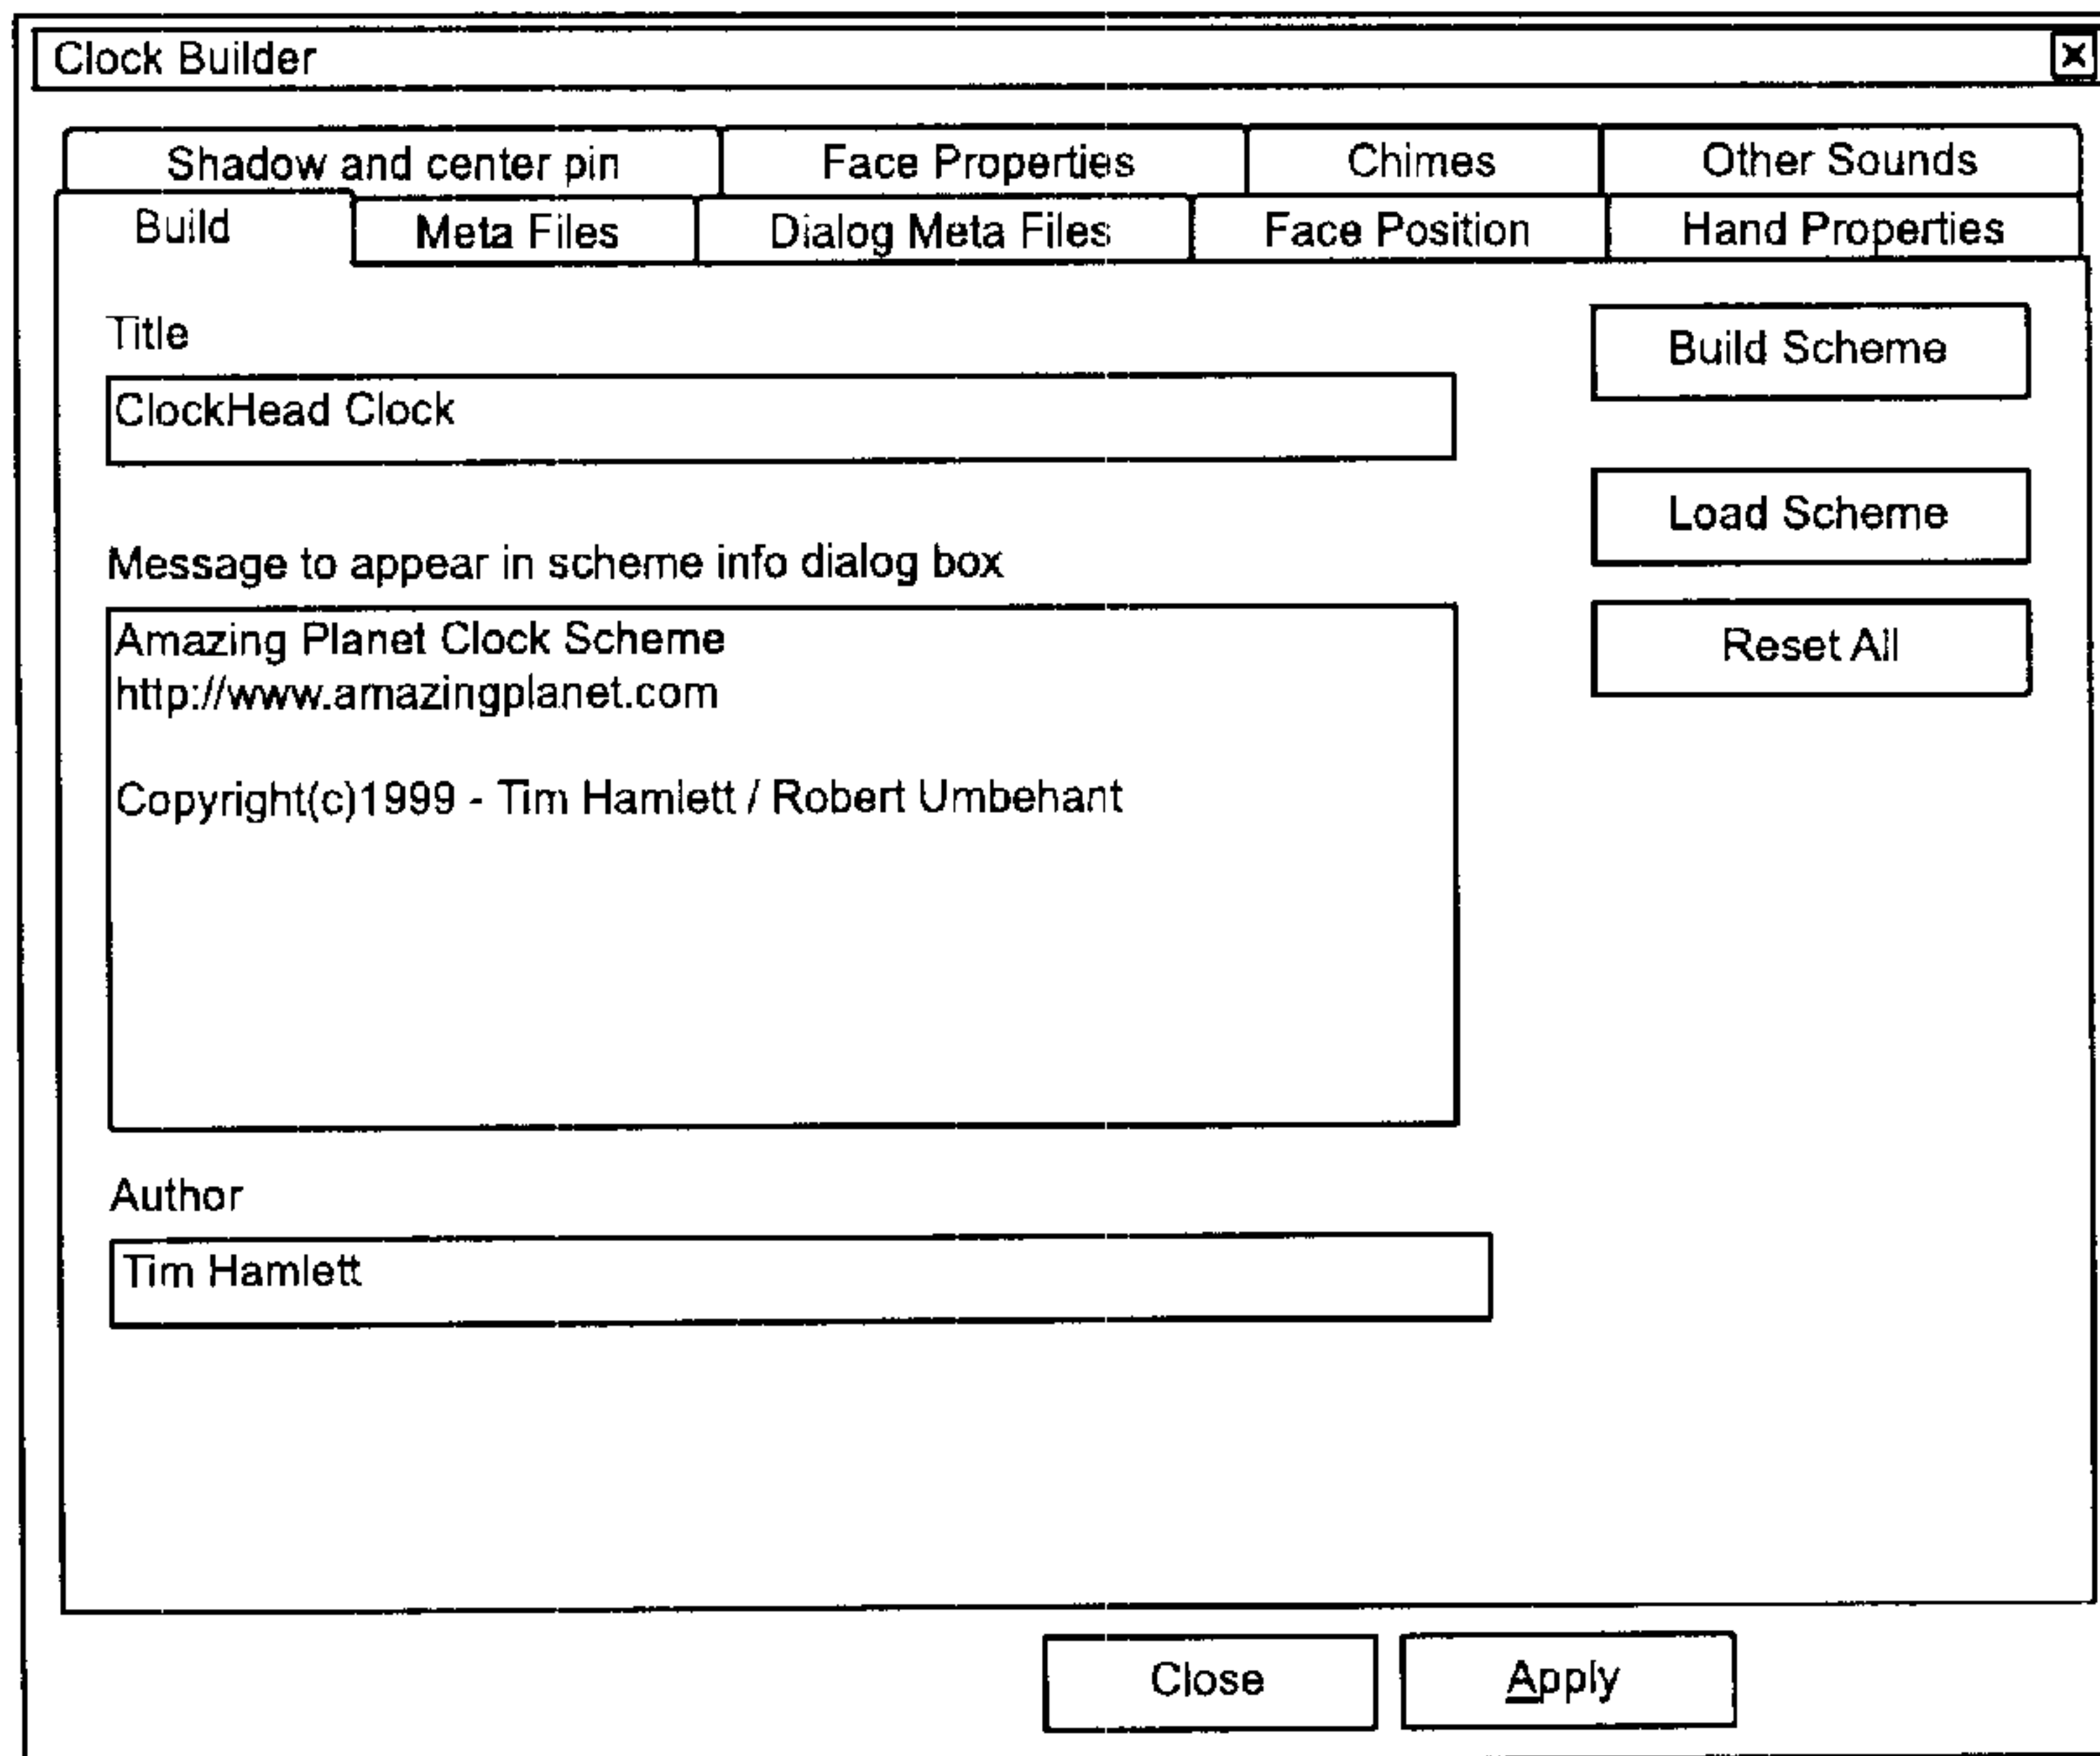 Clock Builder
Shadow and center pin Face Properties Chimes Other Sounds
Build Meta Files Dialog Meta Files Face Position Hand Properties
Title
Build Scheme
ClockHead Clock
Load Scheme
Message to appear in scheme info dialog box
Amazing Planet Clock Scheme
http://www.amazingplanet.com
Reset All
Copyright(c)1999 - Tim Hamlett / Robert Umbehant
Author
Tim Hamlett
Close Apply